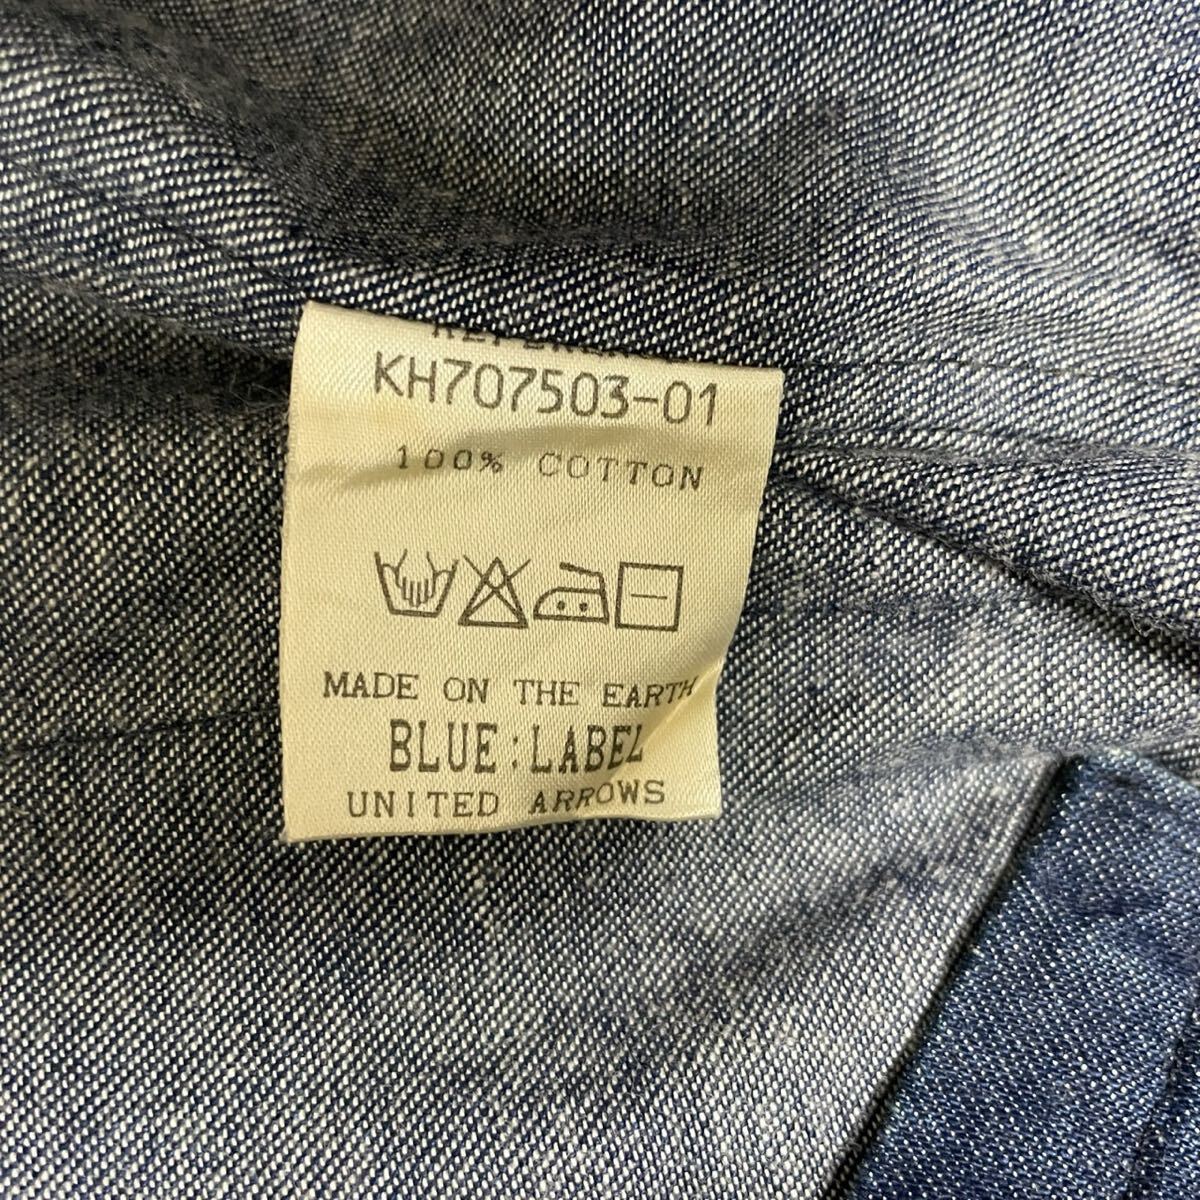 KH707503-01
100% COTTON
MADE ON THE EARTH
BLUE:LABEL
UNITED ARROWS